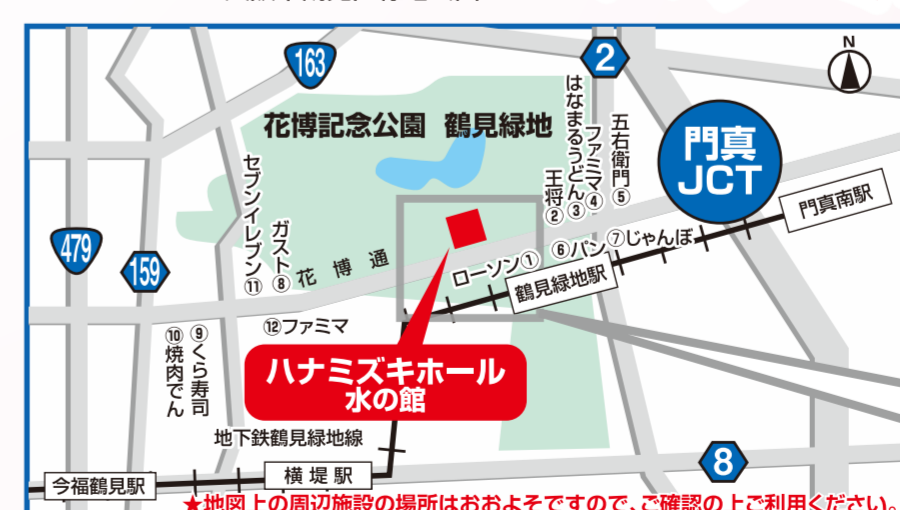 163
2
N
花博記念公園 鶴見緑地
はなまるうどん③
ファミマ④
五右衛門⑤
王将②
門真
JCT
門真南駅
セブンイレブン⑪
ガスト⑧
花博通
ローソン①
⑥パン
⑦じゃんぼ
鶴見緑地駅
479
159
⑫ファミマ
⑩焼肉でん
⑨くら寿司
ハナミズキホール
水の館
地下鉄鶴見緑地線
8
今福鶴見駅
横堤駅
★地図上の周辺施設の場所はおおよそですので、ご確認の上ご利用ください。